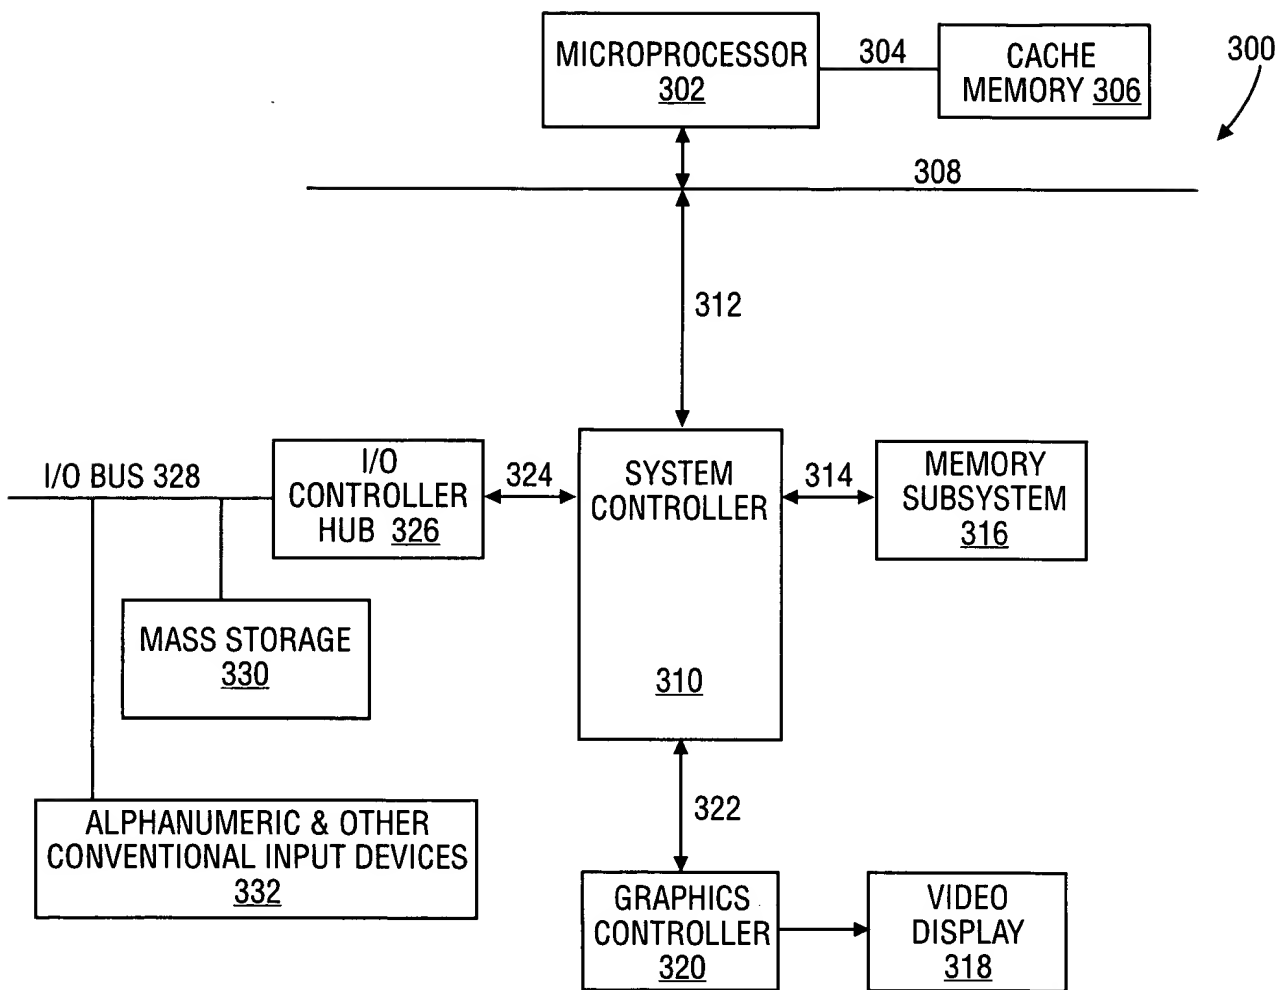 MICROPROCESSOR
302
304
CACHE
MEMORY 306
300
308
312
I/O BUS 328
I/O
CONTROLLER
HUB 326
324
SYSTEM
CONTROLLER
310
314
MEMORY
SUBSYSTEM
316
MASS STORAGE
330
ALPHANUMERIC & OTHER
CONVENTIONAL INPUT DEVICES
332
322
GRAPHICS
CONTROLLER
320
VIDEO
DISPLAY
318